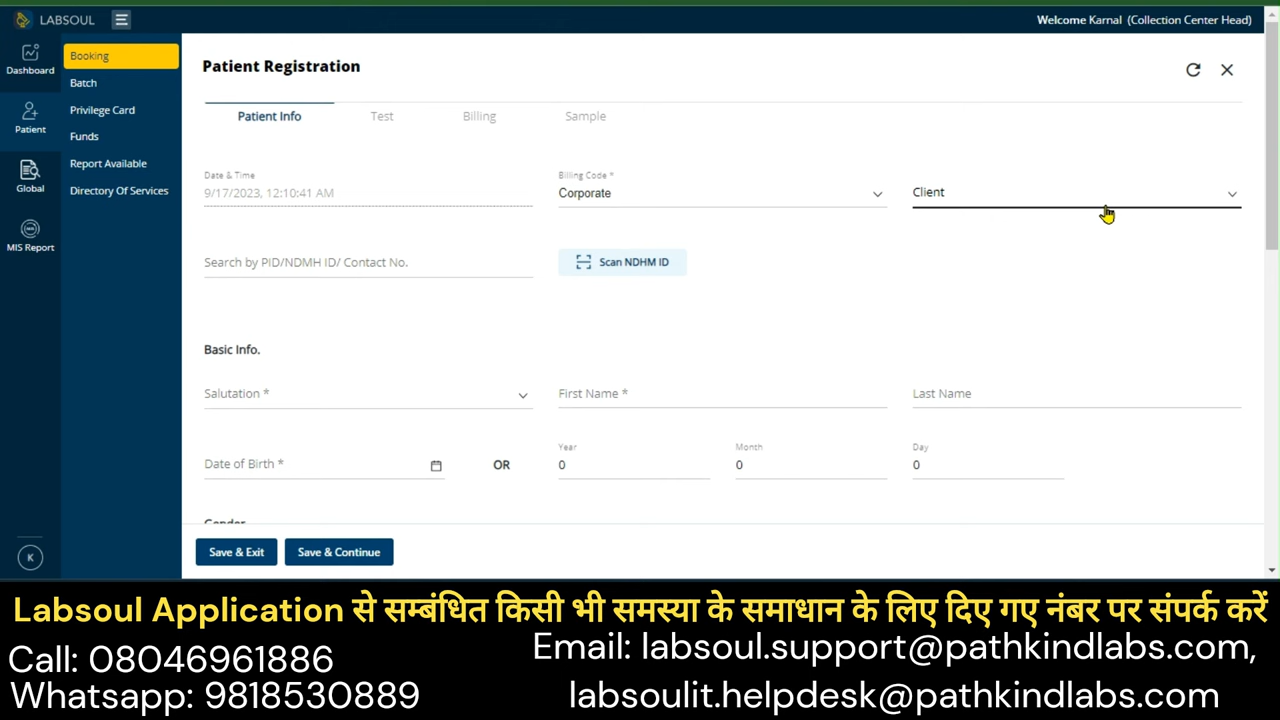 LABSOUL
Welcome Karnal (Collection Center Head)
Dashboard
Patient
Global
MIS Report
K
Booking
Batch
Privilege Card
Funds
Report Available
Directory Of Services
Patient Registration
Patient Info Test Billing Sample
Date & Time Billing Code *
9/17/2023, 12:10:41 AM Corporate Client
Search by PID/NDMH ID/ Contact No. Scan NDHM ID
Basic Info.
Salutation * First Name * Last Name
Year Month Day
Date of Birth * OR 0 0 0
Gender
Save & Exit Save & Continue
Labsoul Application से सम्बंधित किसी भी समस्या के समाधान के लिए दिए गए नंबर पर संपर्क करें
Call: 08046961886
Whatsapp: 9818530889
Email: labsoul.support@pathkindlabs.com,
labsoulit.helpdesk@pathkindlabs.com